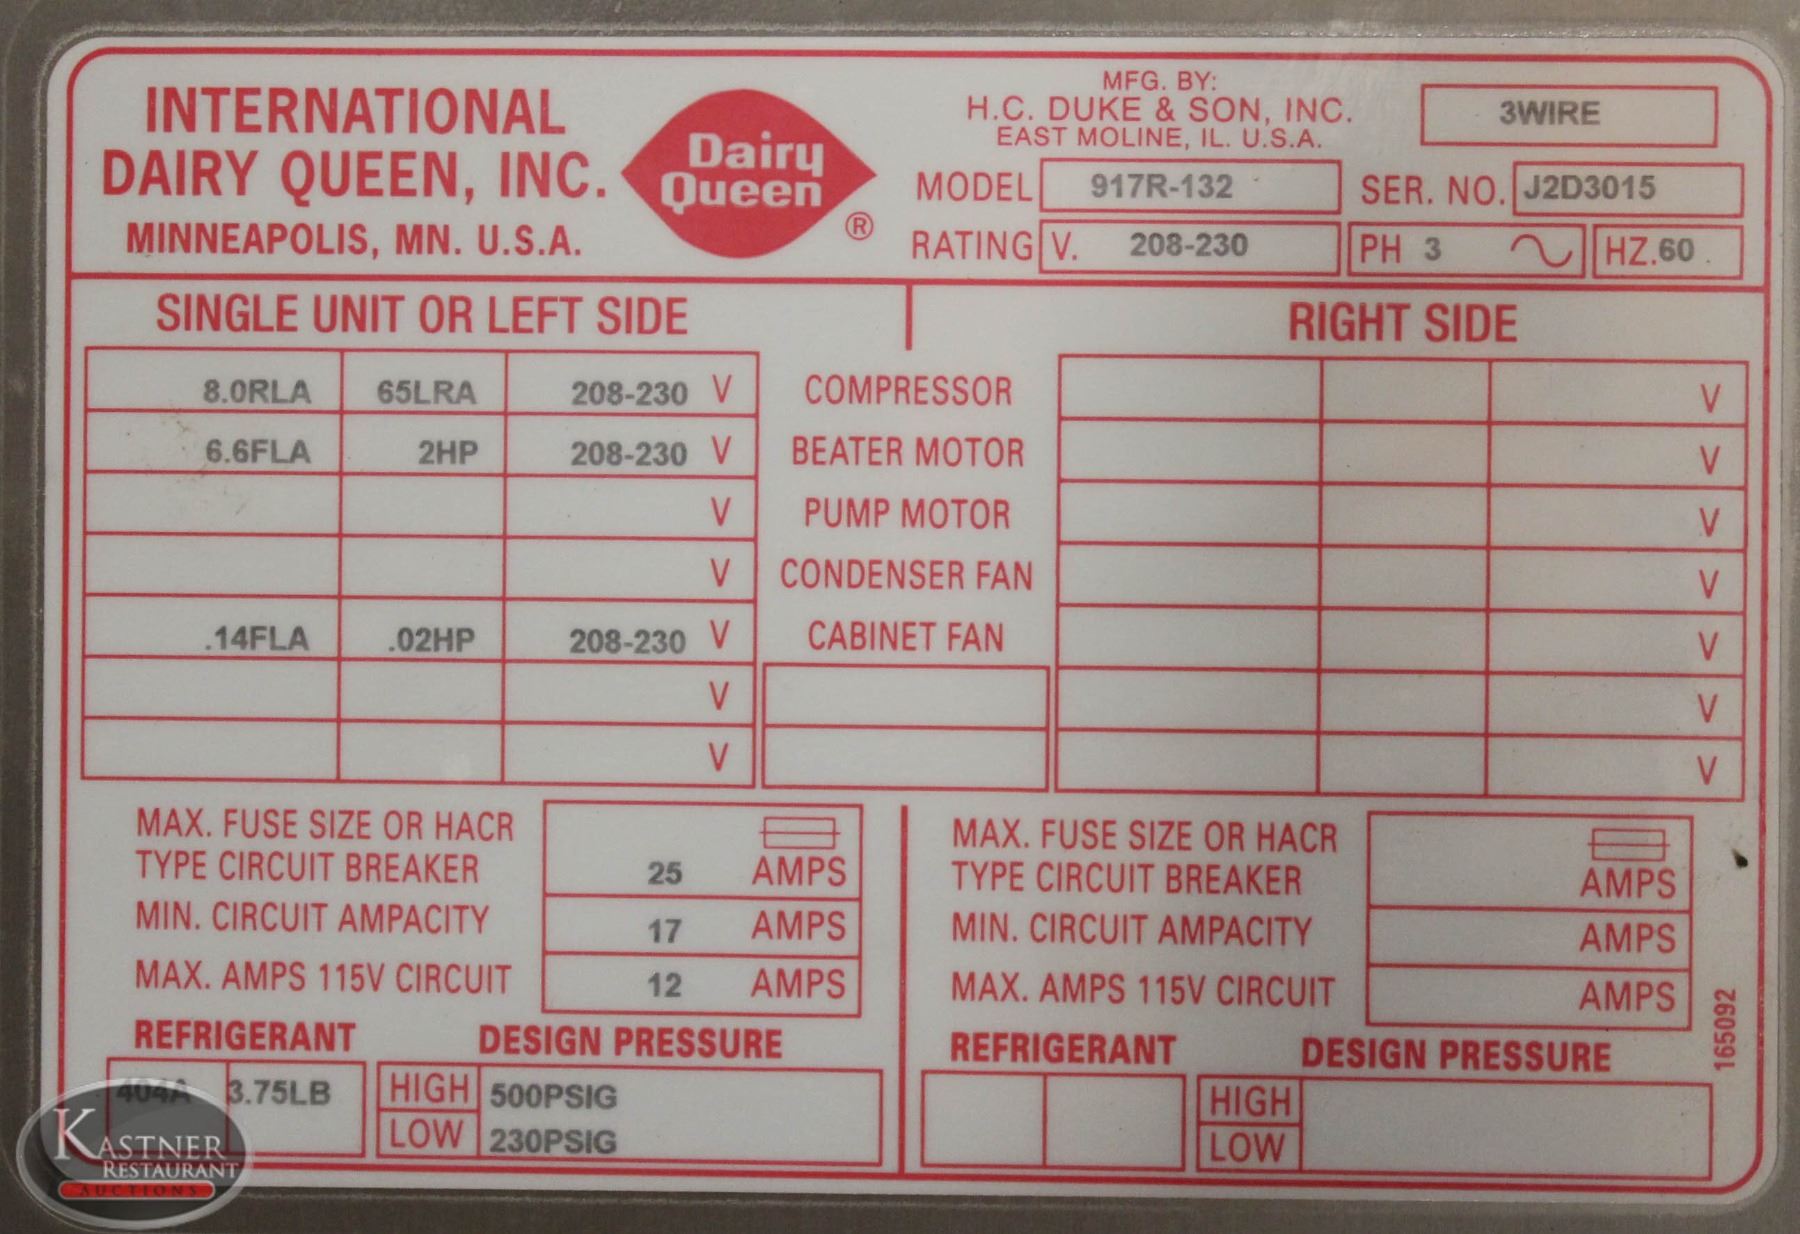 INTERNATIONAL
DAIRY QUEEN, INC.
MINNEAPOLIS, MN. U.S.A.
Dairy
Queen
®
MFG. BY:
H.C. DUKE & SON, INC.
EAST MOLINE, IL. U.S.A.
3WIRE
MODEL 917R-132 SER. NO. J2D3015
RATING V. 208-230 PH 3 HZ. 60
SINGLE UNIT OR LEFT SIDE RIGHT SIDE
8.0RLA 65LRA 208-230 V COMPRESSOR V
6.6FLA 2HP 208-230 V BEATER MOTOR V
V PUMP MOTOR V
V CONDENSER FAN V
.14FLA .02HP 208-230 V CABINET FAN V
V V
V V
MAX. FUSE SIZE OR HACR
TYPE CIRCUIT BREAKER 25 AMPS
MIN. CIRCUIT AMPACITY 17 AMPS
MAX. AMPS 115V CIRCUIT 12 AMPS
REFRIGERANT DESIGN PRESSURE
404A 3.75LB HIGH 500PSIG
LOW 230PSIG
MAX. FUSE SIZE OR HACR
TYPE CIRCUIT BREAKER AMPS
MIN. CIRCUIT AMPACITY AMPS
MAX. AMPS 115V CIRCUIT AMPS
REFRIGERANT DESIGN PRESSURE
HIGH
LOW
165092
KASTNER
RESTAURANT
AUCTIONS